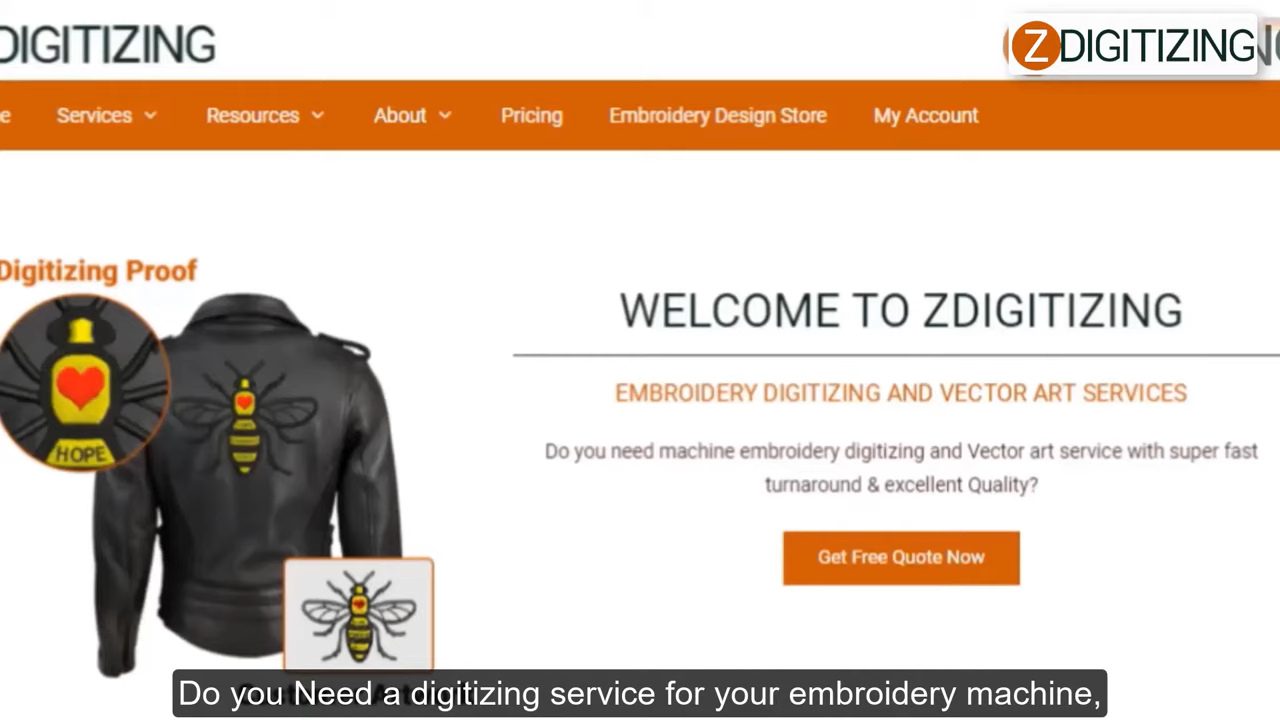 DIGITIZING
ZDIGITIZING
e Services Resources About Pricing Embroidery Design Store My Account
Digitizing Proof
HOPE
WELCOME TO ZDIGITIZING
EMBROIDERY DIGITIZING AND VECTOR ART SERVICES
Do you need machine embroidery digitizing and Vector art service with super fast
turnaround & excellent Quality?
Get Free Quote Now
Do you Need a digitizing service for your embroidery machine,